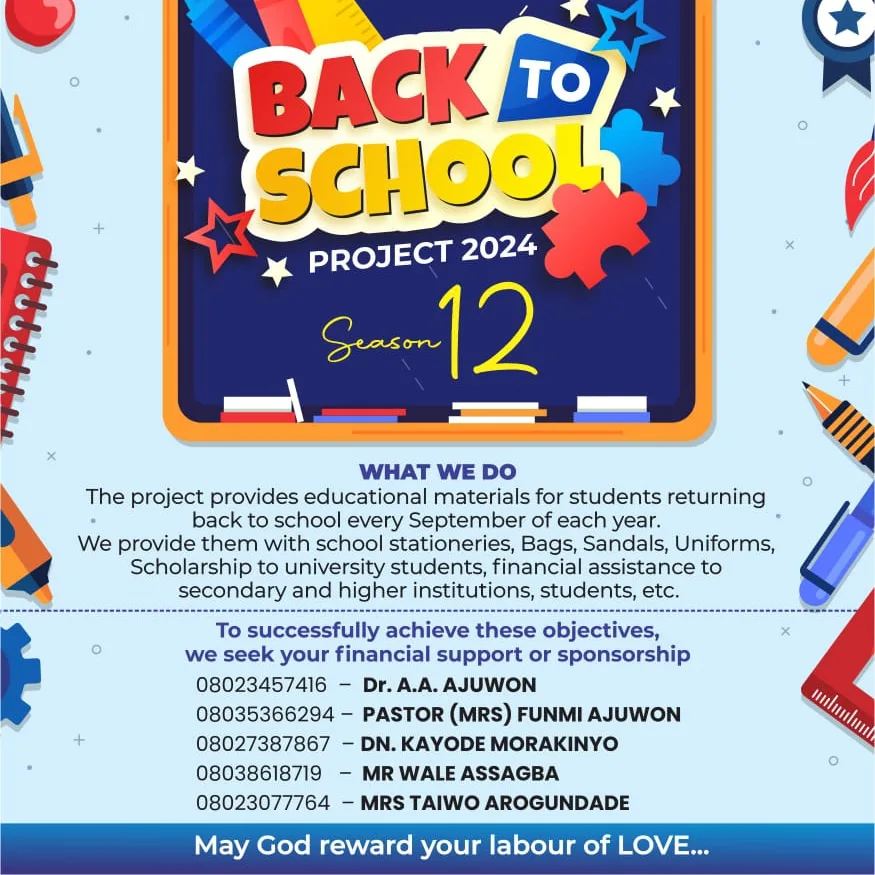 BACK TO
SCHOOL
PROJECT 2024
Season 12
WHAT WE DO
The project provides educational materials for students returning
back to school every September of each year.
We provide them with school stationeries, Bags, Sandals, Uniforms,
Scholarship to university students, financial assistance to
secondary and higher institutions, students, etc.
To successfully achieve these objectives,
we seek your financial support or sponsorship
08023457416 – Dr. A.A. AJUWON
08035366294 – PASTOR (MRS) FUNMI AJUWON
08027387867 – DN. KAYODE MORAKINYO
08038618719 – MR WALE ASSAGBA
08023077764 – MRS TAIWO AROGUNDADE
May God reward your labour of LOVE...